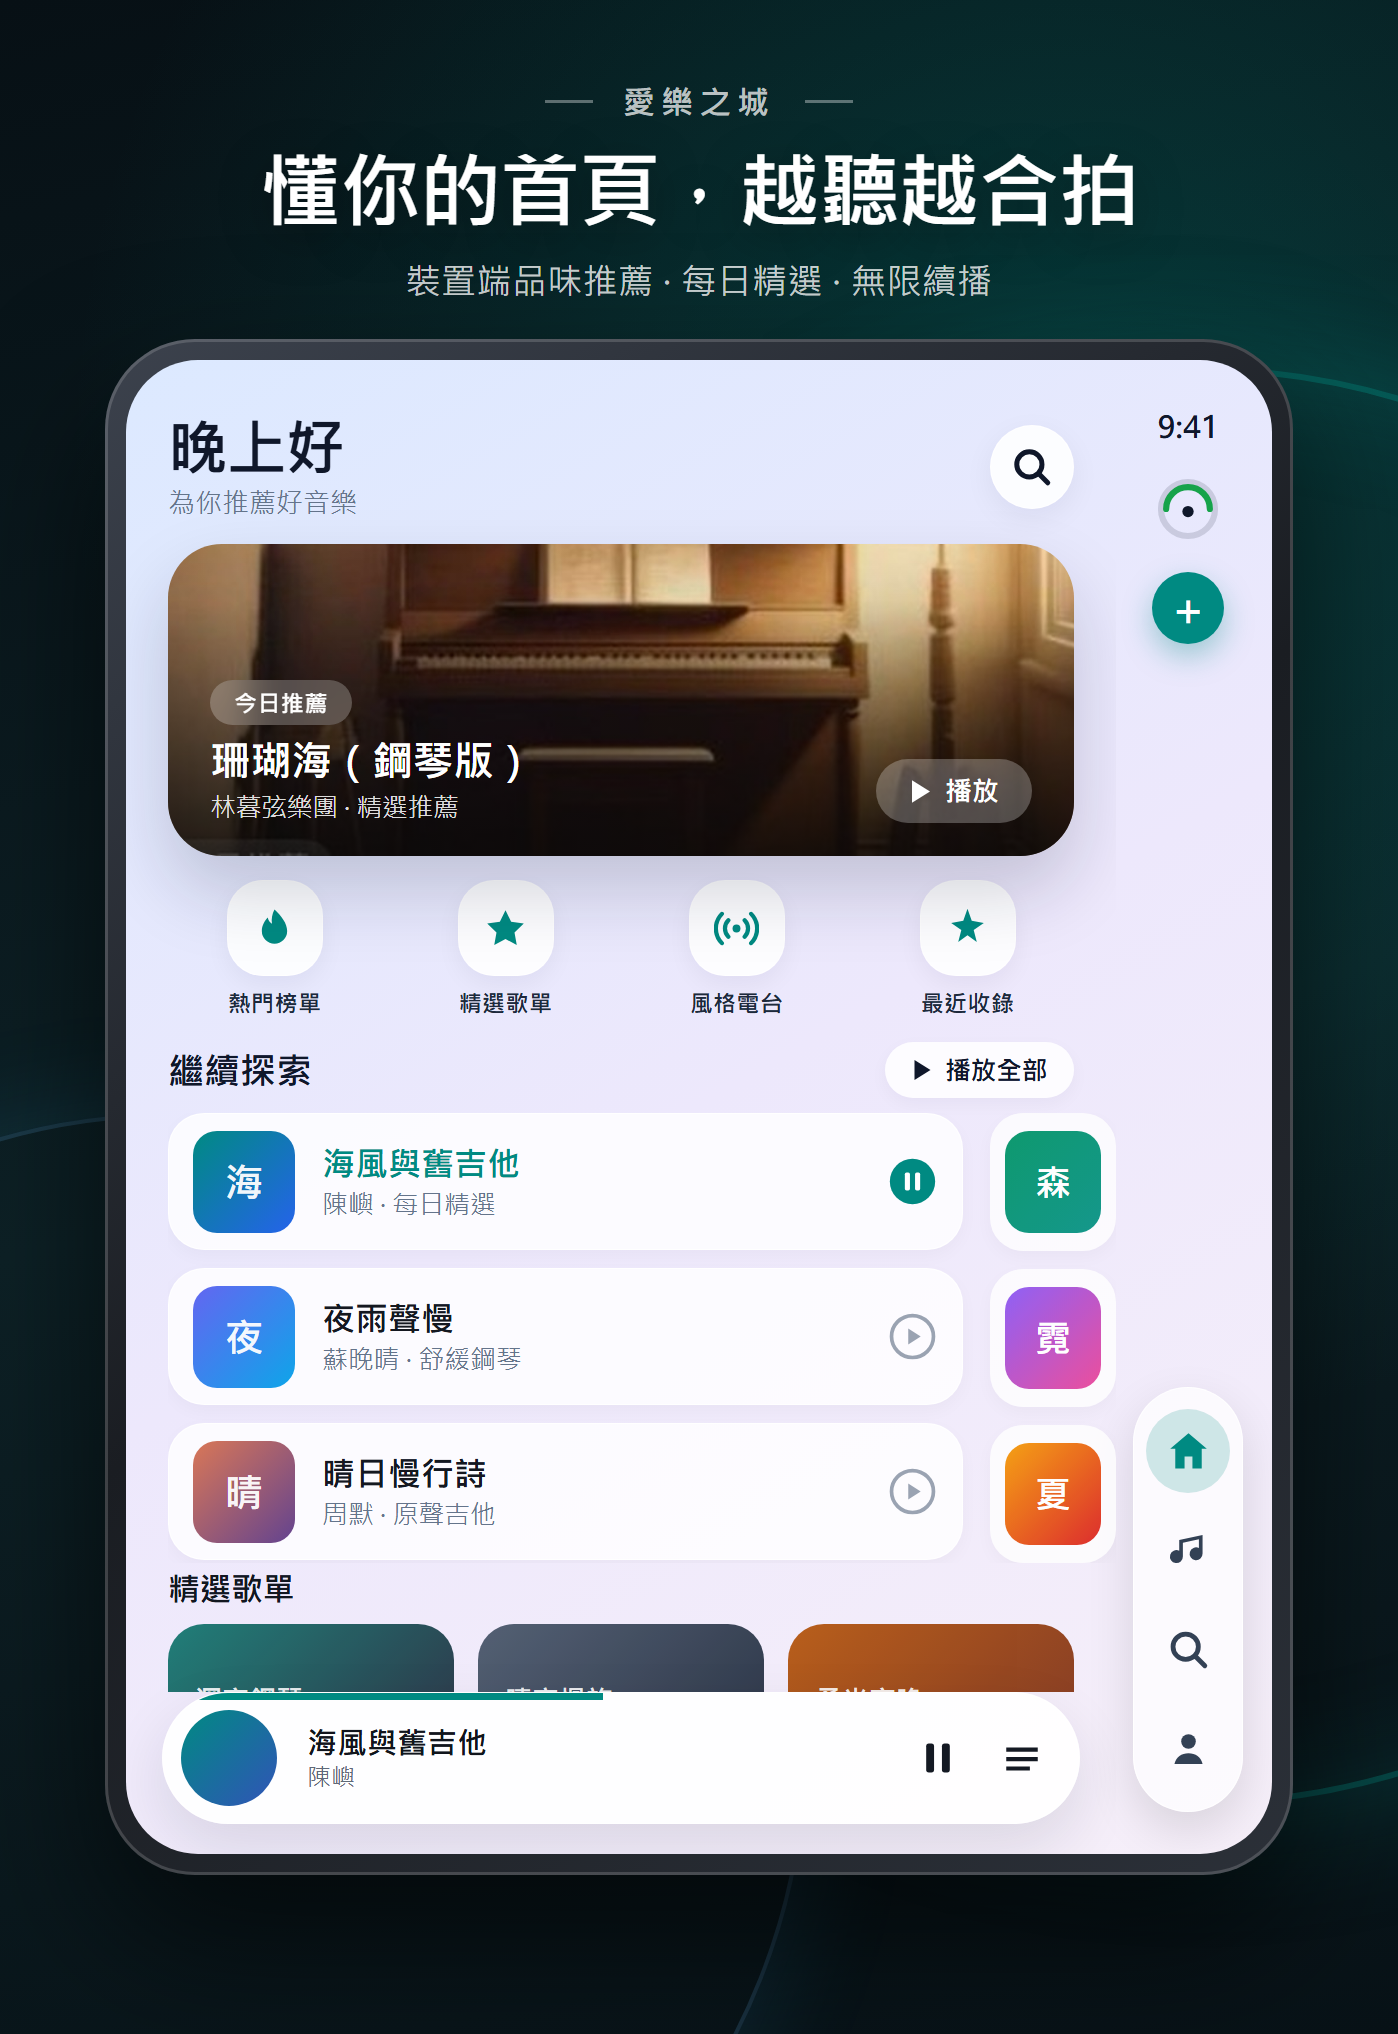 愛樂之城
懂你的首頁，越聽越合拍
裝置端品味推薦 · 每日精選 · 無限續播
晚上好
為你推薦好音樂
9:41
今日推薦
珊瑚海（鋼琴版）
林暮弦樂團 · 精選推薦
播放
熱門榜單
精選歌單
風格電台
最近收錄
繼續探索
播放全部
海
海風與舊吉他
陳嶼 · 每日精選
森
夜
夜雨聲慢
蘇晚晴 · 舒緩鋼琴
霓
晴
晴日慢行詩
周默 · 原聲吉他
夏
精選歌單
海風與舊吉他
陳嶼